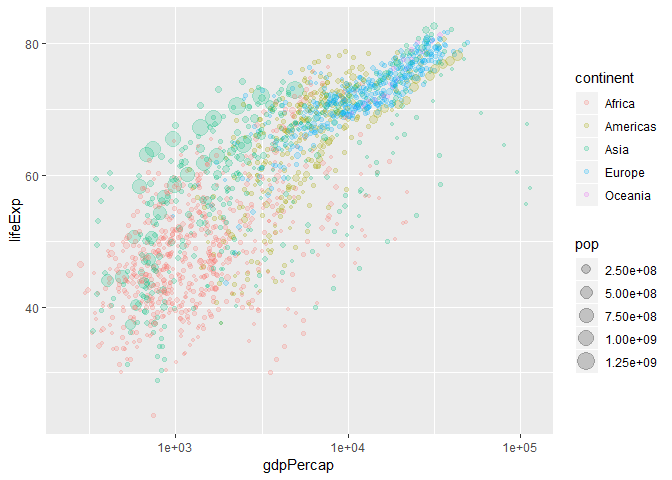 80
60
40
lifeExp
1e+03
1e+04
1e+05
gdpPercap
continent
Africa
Americas
Asia
Europe
Oceania
pop
2.50e+08
5.00e+08
7.50e+08
1.00e+09
1.25e+09